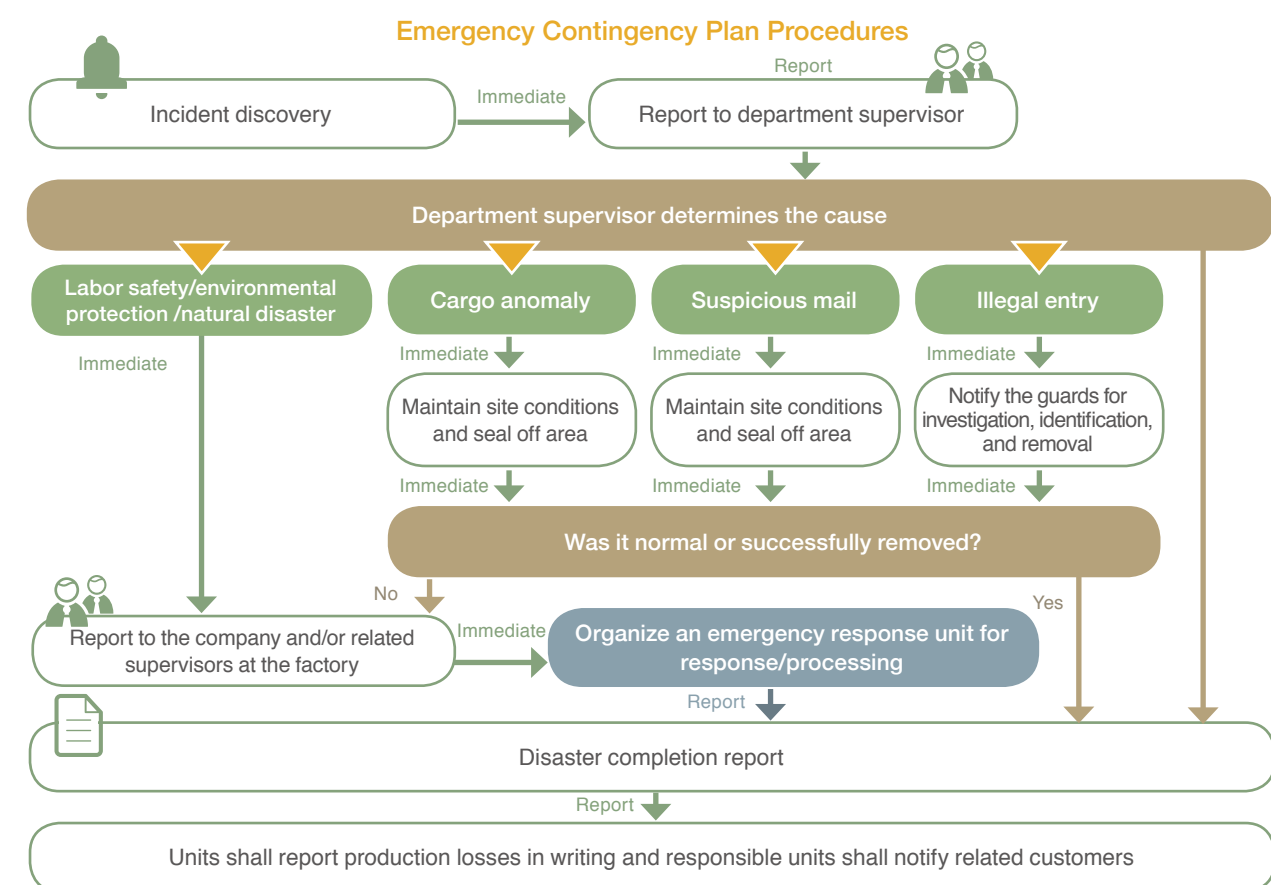 Emergency Contingency Plan Procedures
Report
Incident discovery
Immediate
Report to department supervisor
Department supervisor determines the cause
Labor safety/environmental
protection /natural disaster
Cargo anomaly
Suspicious mail
Illegal entry
Immediate
Immediate
Immediate
Immediate
Maintain site conditions
and seal off area
Maintain site conditions
and seal off area
Notify the guards for
investigation, identification,
and removal
Immediate
Immediate
Immediate
Was it normal or successfully removed?
No
Yes
Report to the company and/or related
supervisors at the factory
Immediate
Organize an emergency response unit for
response/processing
Report
Disaster completion report
Report
Units shall report production losses in writing and responsible units shall notify related customers